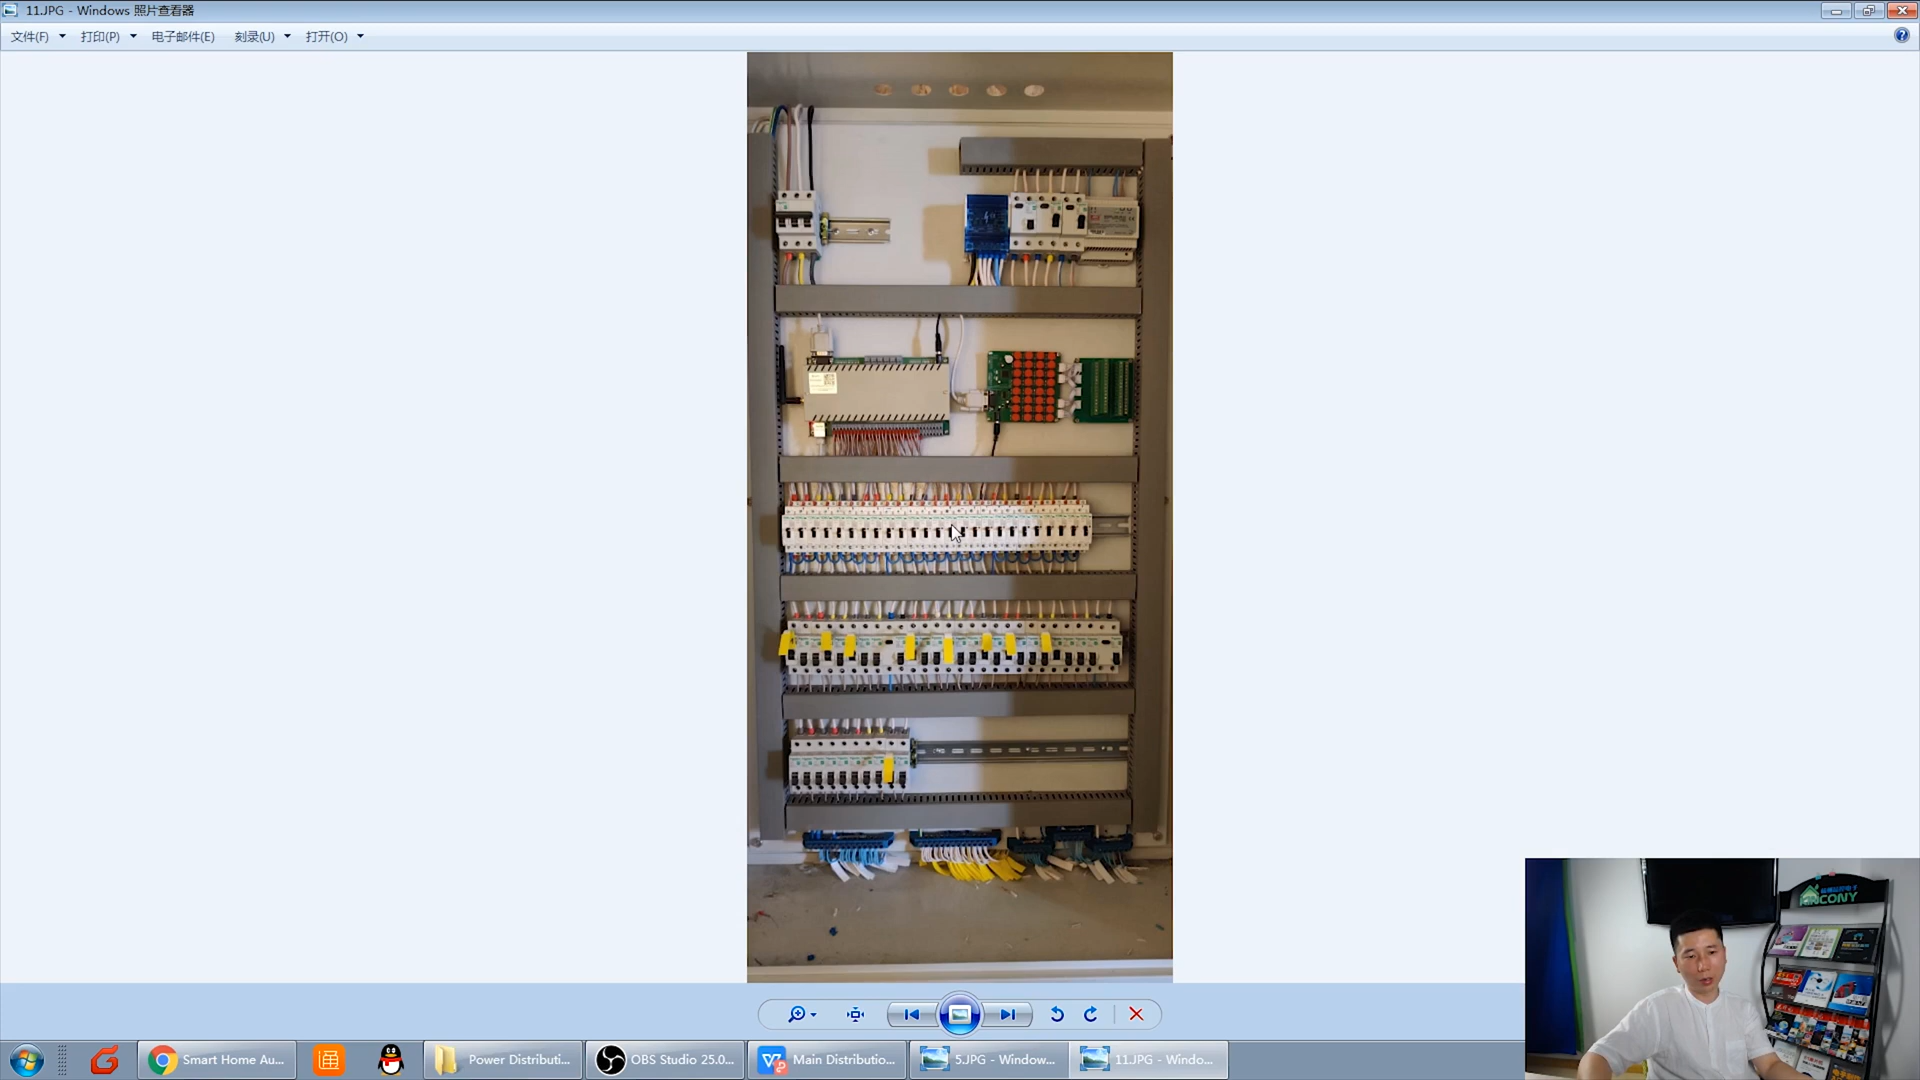 11.JPG - Windows 照片查看器
文件(F) 打印(P) 电子邮件(E) 刻录(U) 打开(O)
KINCONY
Smart Home Au...
Power Distributi...
OBS Studio 25.0...
Main Distributio...
5.JPG - Window...
11.JPG - Windo...